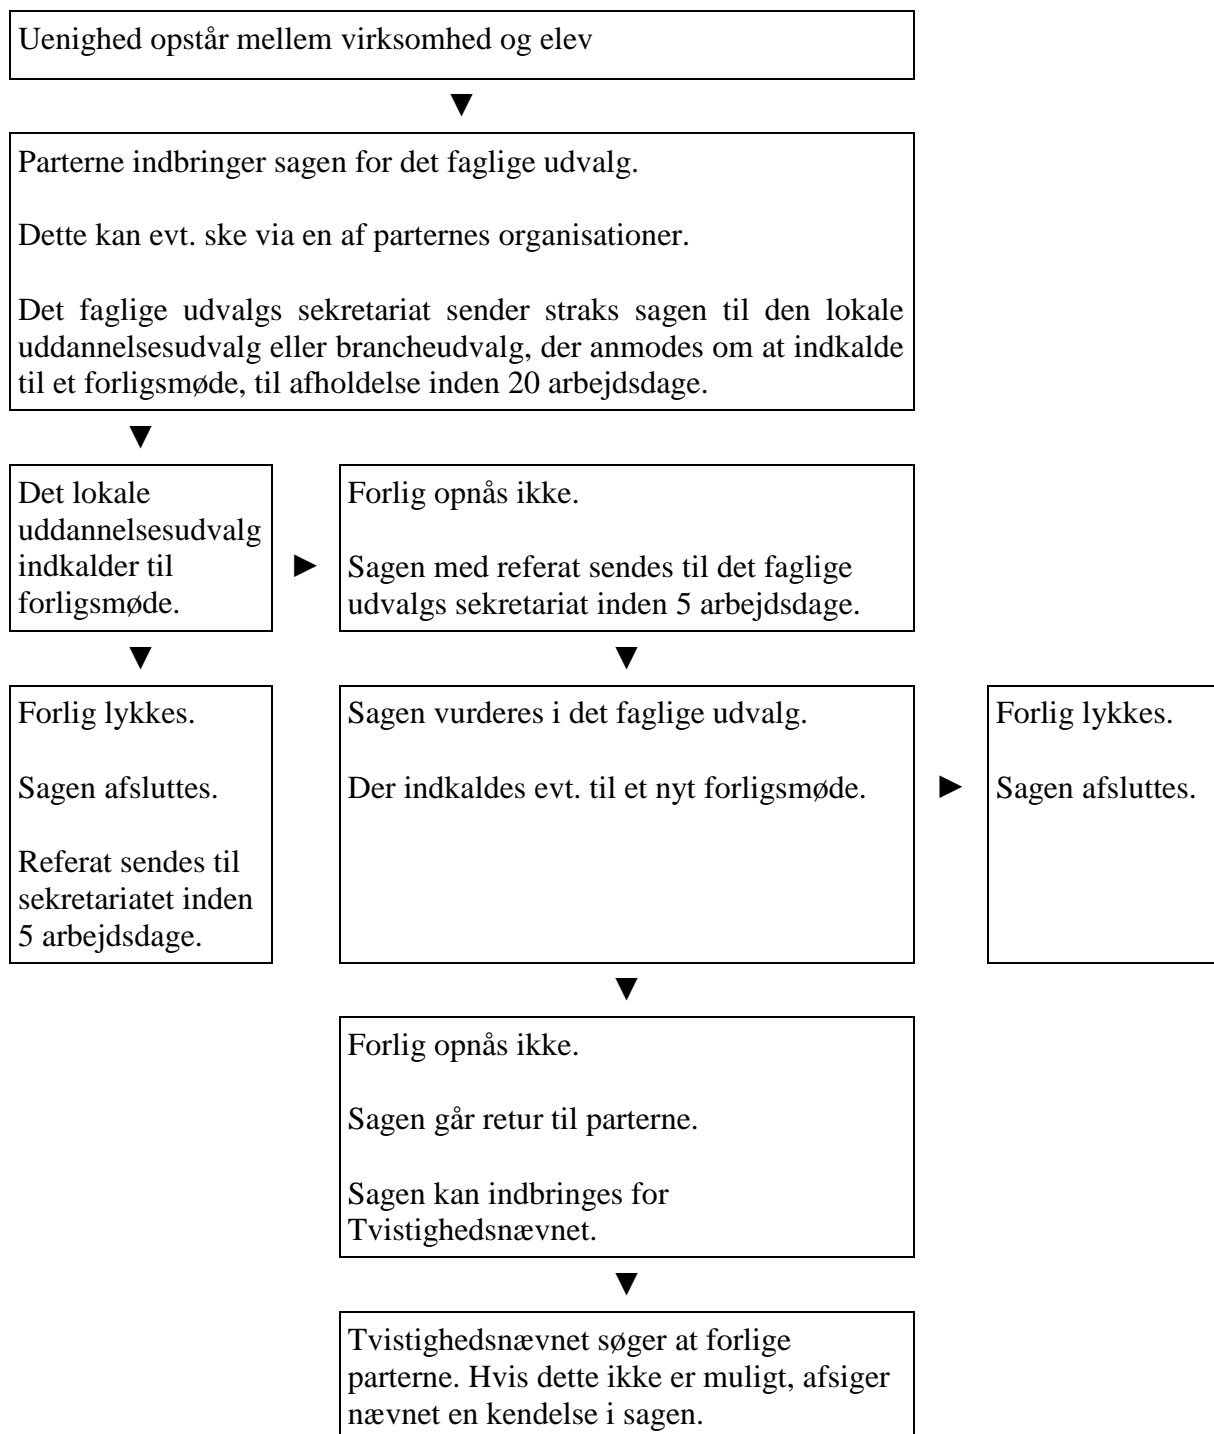 Uenighed opstår mellem virksomhed og elev
▼
Parterne indbringer sagen for det faglige udvalg.
Dette kan evt. ske via en af parternes organisationer.
Det faglige udvalgs sekretariat sender straks sagen til den lokale
uddannelsesudvalg eller brancheudvalg, der anmodes om at indkalde
til et forligsmøde, til afholdelse inden 20 arbejdsdage.
▼
Det lokale
uddannelsesudvalg
indkalder til
forligsmøde.
►
Forlig opnås ikke.
Sagen med referat sendes til det faglige
udvalgs sekretariat inden 5 arbejdsdage.
▼
▼
Forlig lykkes.
Sagen afsluttes.
Referat sendes til
sekretariatet inden
5 arbejdsdage.
Sagen vurderes i det faglige udvalg.
Der indkaldes evt. til et nyt forligsmøde.
►
Forlig lykkes.
Sagen afsluttes.
▼
Forlig opnås ikke.
Sagen går retur til parterne.
Sagen kan indbringes for
Tvistighedsnævnet.
▼
Tvistighedsnævnet søger at forlige
parterne. Hvis dette ikke er muligt, afsiger
nævnet en kendelse i sagen.